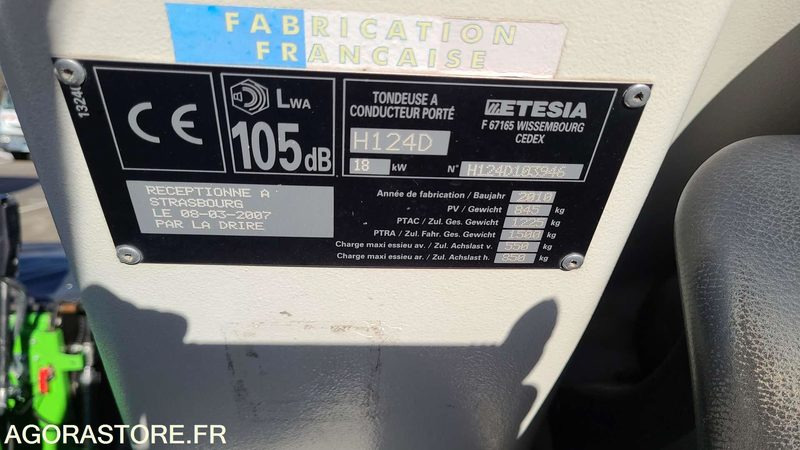 FABRICATION
FRANÇAISE
CE
LWA
105dB
TONDEUSE A
CONDUCTEUR PORTÉ
H124D
18 kW
N° H124D103946
ETESIA
F 67165 WISSEMBOURG
CEDEX
RECEPTIONNE A
STRASBOURG
LE 08-03-2007
PAR LA DRIRE
Année de fabrication / Baujahr 2010
PV / Gewicht 845 kg
PTAC / Zul. Ges. Gewicht 1225 kg
PTRA / Zul. Fahr. Ges. Gewicht 1500 kg
Charge maxi essieu av. / Zul. Achslast v. 550 kg
Charge maxi essieu ar. / Zul. Achslast h. 850 kg
AGORASTORE.FR